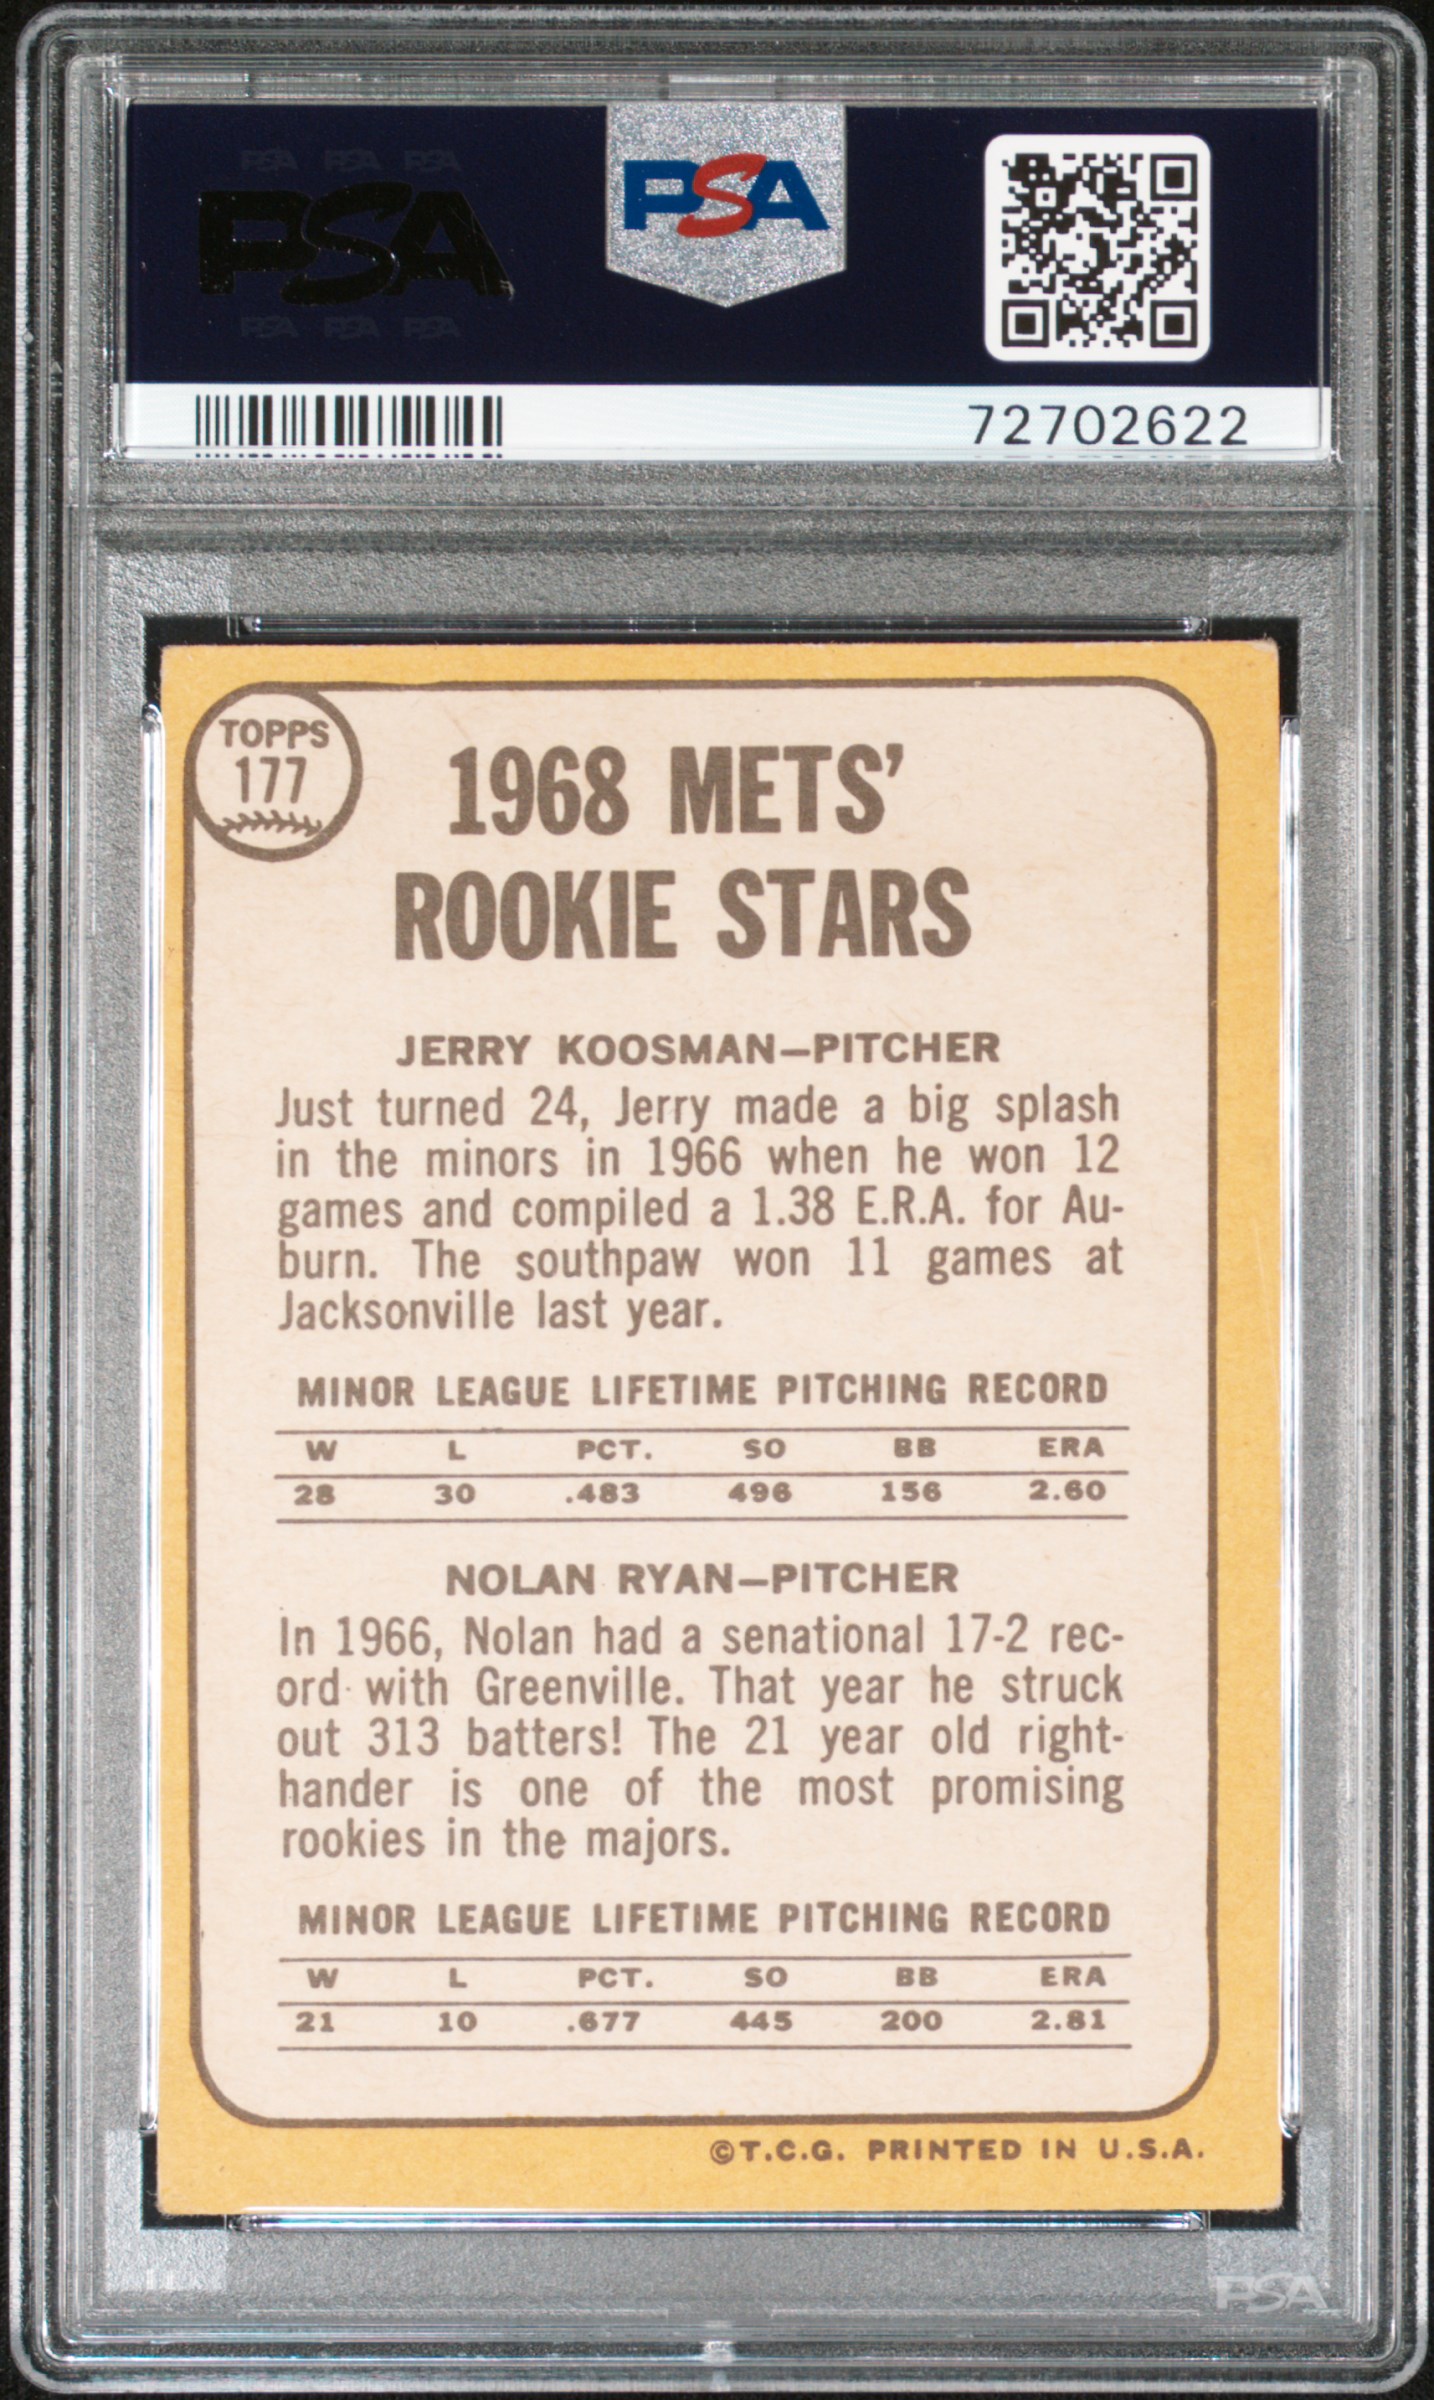 PSA PSA PSA
PSA
PSA PSA PSA
PSA
72702622
TOPPS
177
1968 METS'
ROOKIE STARS
JERRY KOOSMAN—PITCHER
Just turned 24, Jerry made a big splash
in the minors in 1966 when he won 12
games and compiled a 1.38 E.R.A. for Au-
burn. The southpaw won 11 games at
Jacksonville last year.
MINOR LEAGUE LIFETIME PITCHING RECORD
W L PCT. SO BB ERA
28 30 .483 496 156 2.60
NOLAN RYAN—PITCHER
In 1966, Nolan had a senational 17-2 rec-
ord with Greenville. That year he struck
out 313 batters! The 21 year old right-
hander is one of the most promising
rookies in the majors.
MINOR LEAGUE LIFETIME PITCHING RECORD
W L PCT. SO BB ERA
21 10 .677 445 200 2.81
©T.C.G. PRINTED IN U.S.A.
PSA